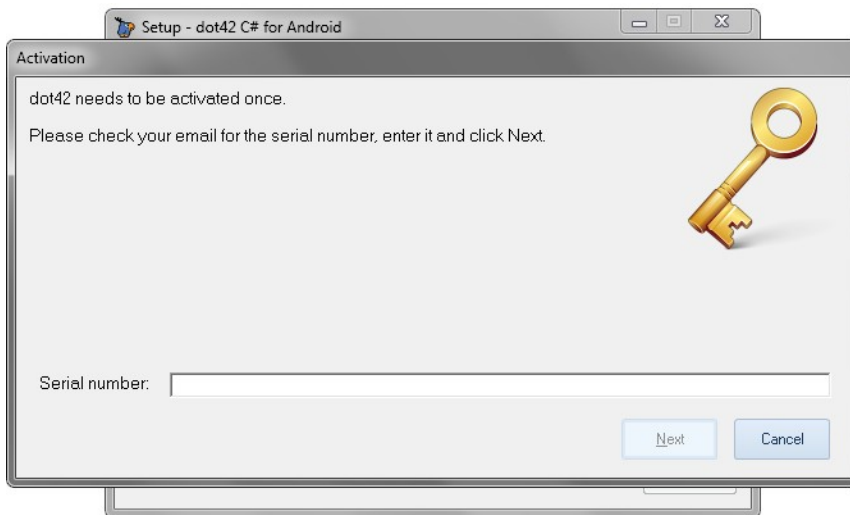 Setup - dot42 C# for Android
Activation
dot42 needs to be activated once.
Please check your email for the serial number, enter it and click Next.
Serial number:
Next
Cancel